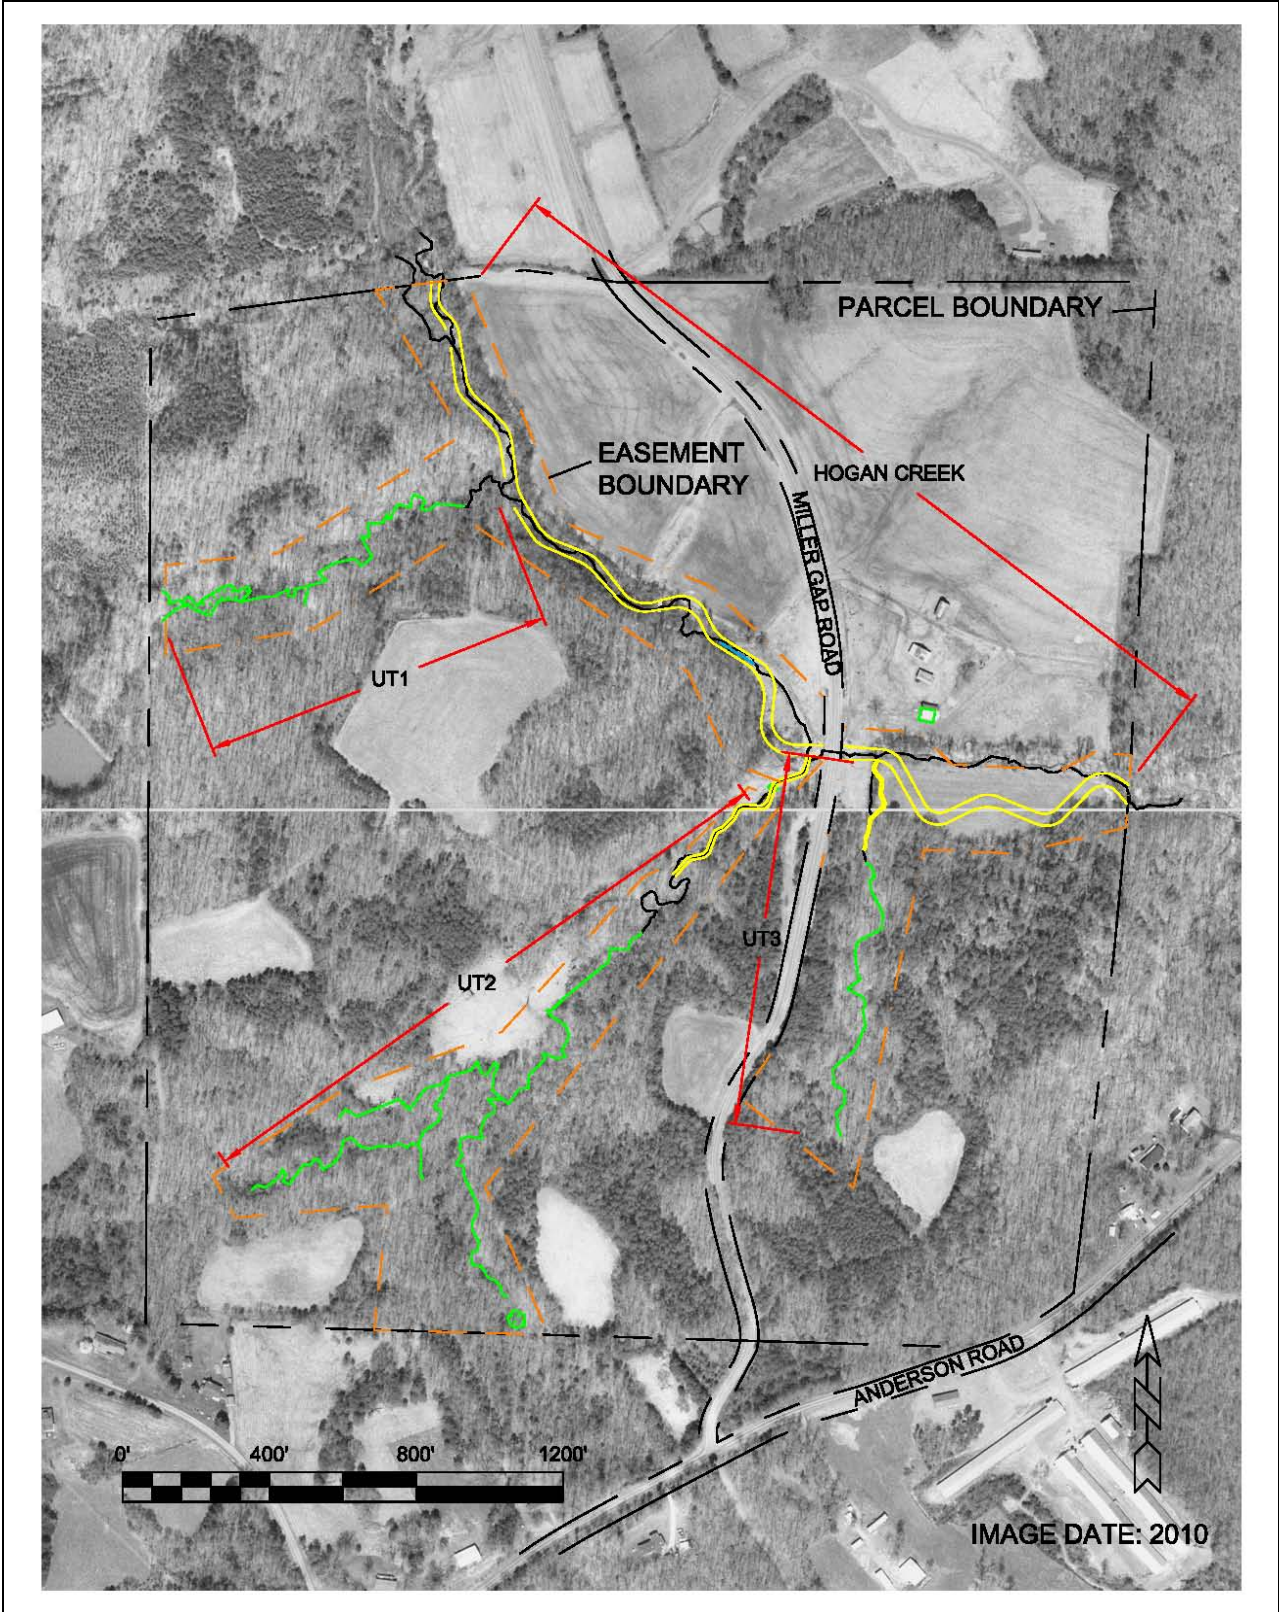 PARCEL BOUNDARY
EASEMENT
BOUNDARY
HOGAN CREEK
MILLER GAP ROAD
UT1
UT3
UT2
ANDERSON ROAD
0' 400' 800' 1200'
IMAGE DATE: 2010